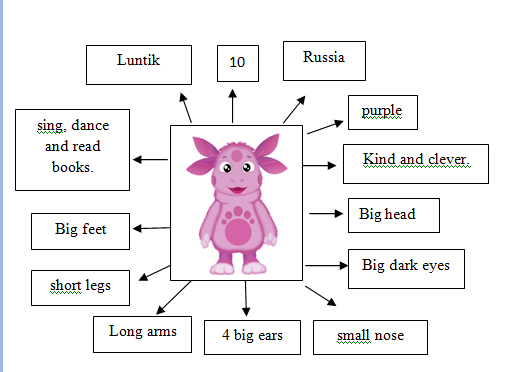 Luntik
10
Russia
purple
sing, dance
and read
books.
Kind and clever.
Big feet
Big head
short legs
Big dark eyes
Long arms
4 big ears
small nose